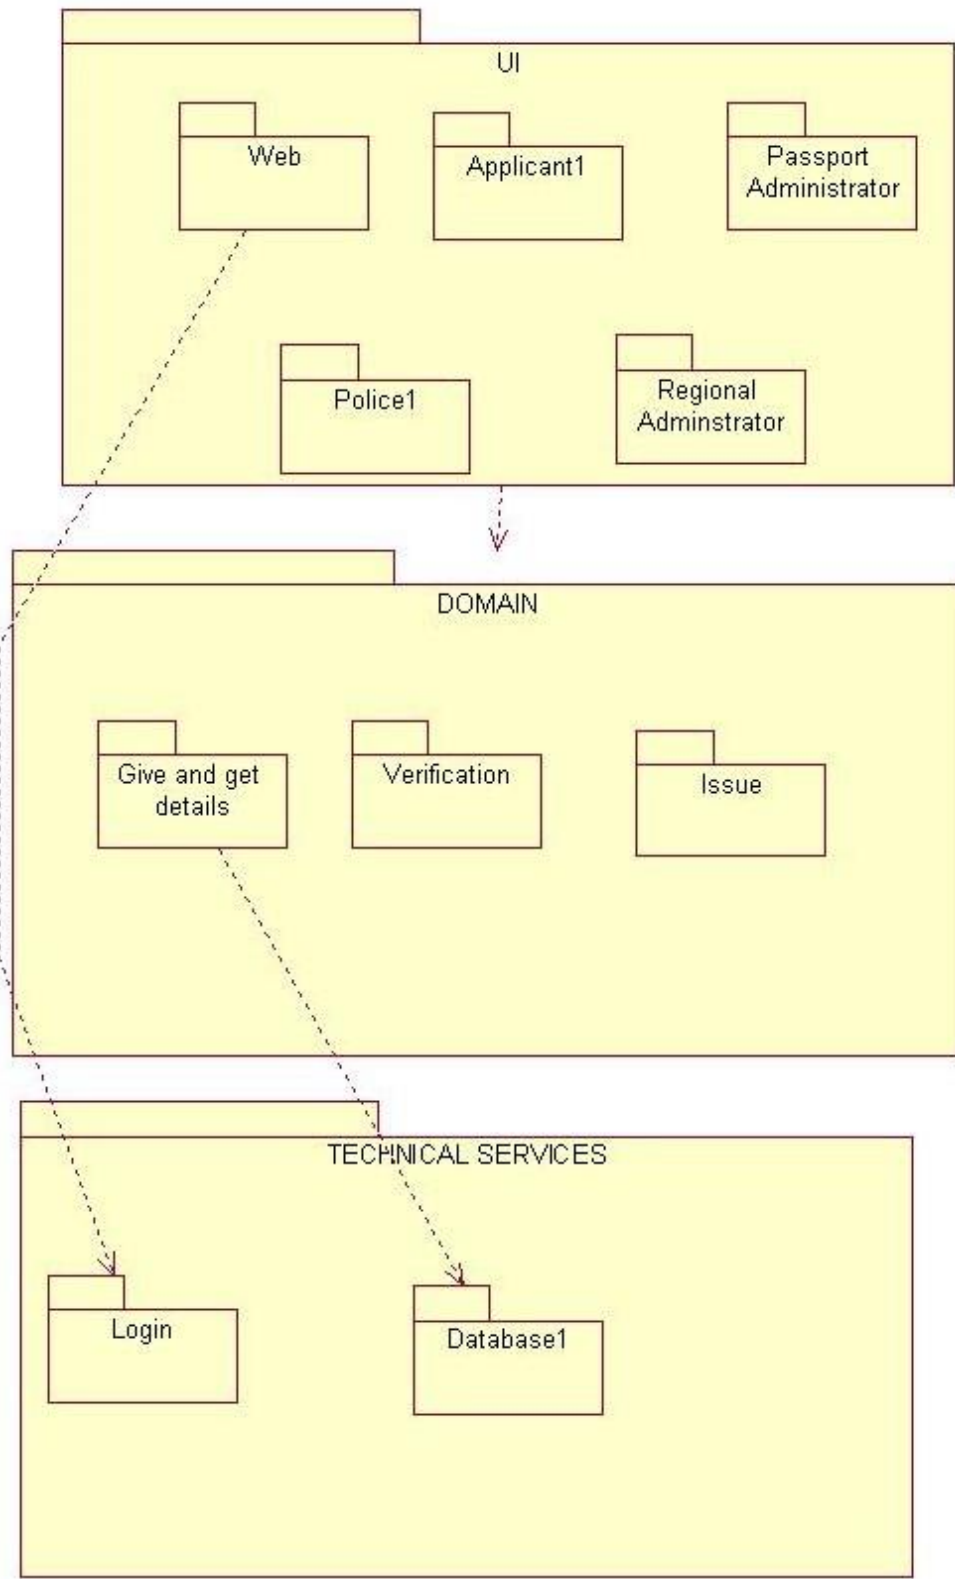 UI
Web
Applicant1
Passport
Administrator
Police1
Regional
Adminstrator
DOMAIN
Give and get
details
Verification
Issue
TECHNICAL SERVICES
Login
Database1